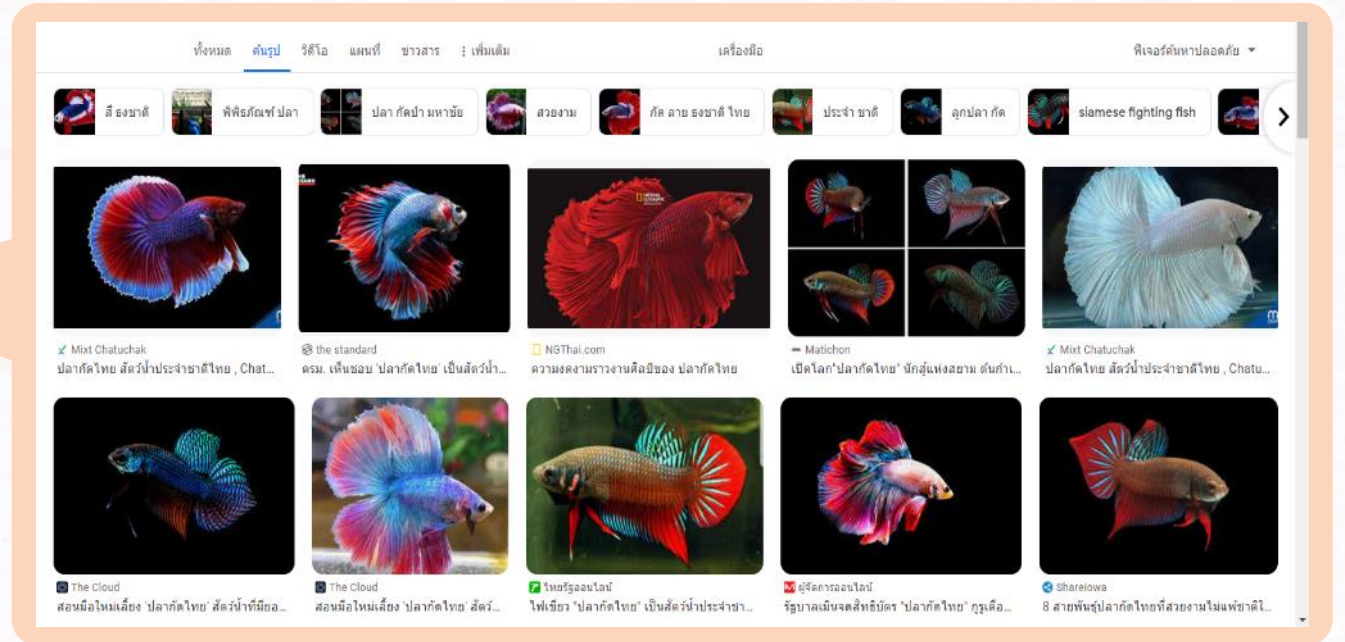 ทั้งหมด ค้นรูป วิดีโอ แผนที่ ข่าวสาร : เพิ่มเติม เครื่องมือ ฟีเจอร์ค้นหาปลอดภัย
สี ธงชาติ พิพิธภัณฑ์ ปลา ปลา กัดป่า มหาชัย สวยงาม กัด ลาย ธงชาติ ไทย ประจํา ชาติ ลูกปลา กัด siamese fighting fish
Mixt Chatuchak the standard NGThai.com Matichon Mixt Chatuchak
ปลากัดไทย สัตว์น้ำประจำชาติไทย , Chat... ครม. เห็นชอบ 'ปลากัดไทย' เป็นสัตว์น้ำ... ความงดงามราวงานศิลป์ของ ปลากัดไทย เปิดโลก"ปลากัดไทย" นักสู้แห่งสยาม ต้นกำเ... ปลากัดไทย สัตว์น้ำประจำชาติไทย , Chatu...
The Cloud The Cloud ไทยรัฐออนไลน์ ผู้จัดการออนไลน์ Shareiowa
สอนมือใหม่เลี้ยง 'ปลากัดไทย' สัตว์น้ำที่มียอ... สอนมือใหม่เลี้ยง 'ปลากัดไทย' สัตว์... ไฟเขียว "ปลากัดไทย" เป็นสัตว์น้ำประจำชา... รัฐบาลเมินจดสิทธิบัตร "ปลากัดไทย" กูรูเตือ... 8 สายพันธุ์ปลากัดไทยที่สวยงามไม่แพ้ชาติใ...